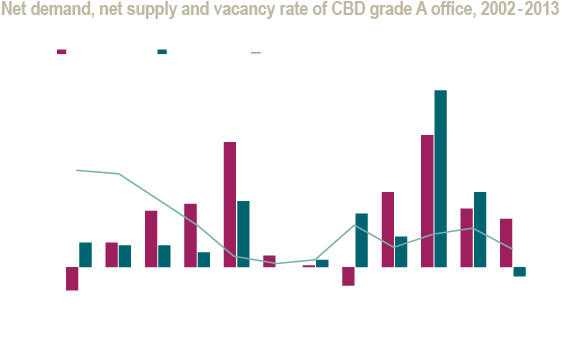 Net demand, net supply and vacancy rate of CBD grade A office, 2002-2013